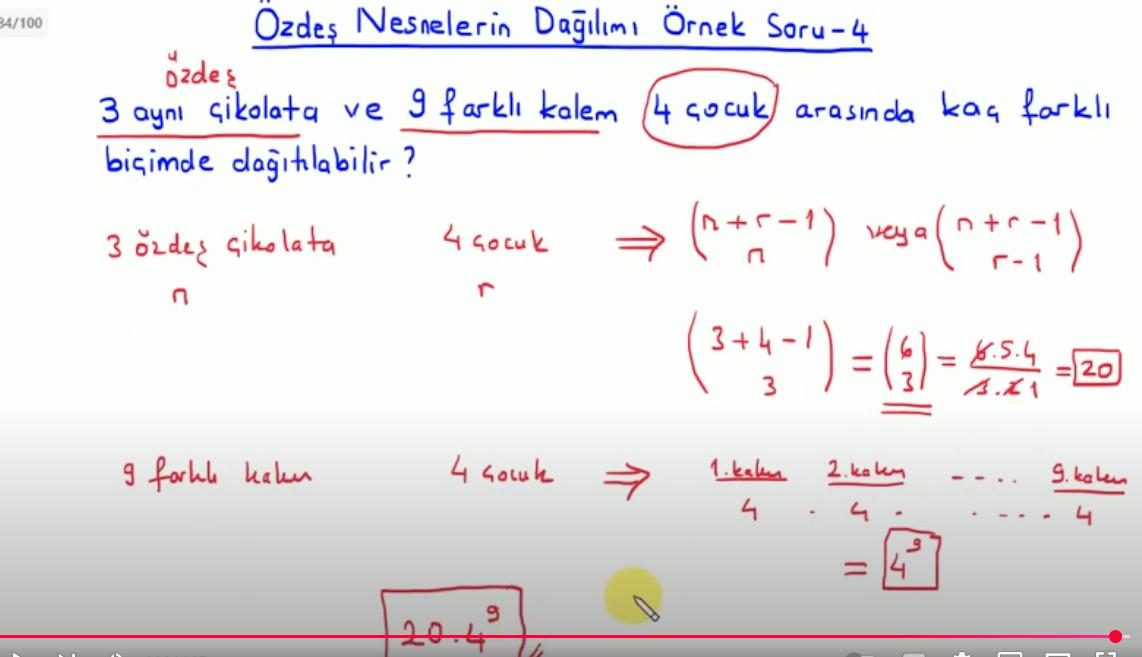 34/100
Özdeş Nesnelerin Dağılımı Örnek Soru-4
özdeş
3 aynı çikolata ve 9 farklı kalem 4 çocuk arasında kaç farklı
biçimde dağıtılabilir?
3 özdeş çikolata 4 çocuk ⇒ (n+r-1 n) veya (n+r-1 r-1)
n r
(3+4-1 3) = (6 3) = 6.5.4/3.2.1 = 20
9 farklı kalem 4 çocuk ⇒ 1.kalem 2.kalem ---- 9.kalem
4 . 4 . .---. 4
= 4⁹
20.4⁹